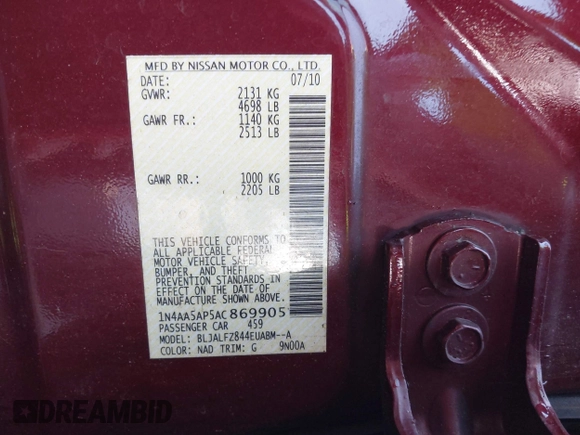 MFD BY NISSAN MOTOR CO., LTD.
DATE: 07/10
GVWR: 2131 KG
4698 LB
GAWR FR.: 1140 KG
2513 LB
GAWR RR.: 1000 KG
2205 LB
THIS VEHICLE CONFORMS TO
ALL APPLICABLE FEDERAL
MOTOR VEHICLE SAFETY,
BUMPER, AND THEFT
PREVENTION STANDARDS IN
EFFECT ON THE DATE OF
MANUFACTURE SHOWN ABOVE.
1N4AA5AP5AC869905
PASSENGER CAR 459
MODEL: BLJALFZ844EUABM--A
COLOR: NAD TRIM: G 9N00A
DREAMBID